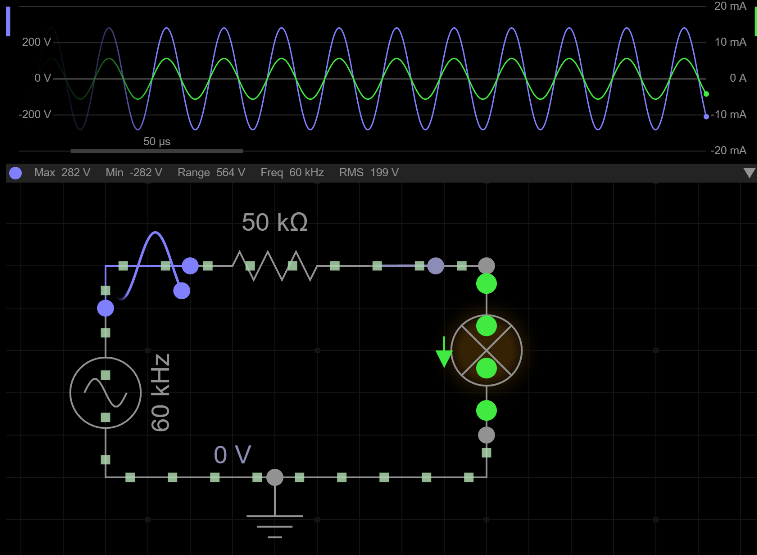 20 mA
200 V 10 mA
0 V 0 A
-200 V -10 mA
50 µs
-20 mA
Max 282 V Min -282 V Range 564 V Freq 60 kHz RMS 199 V
50 kΩ
60 kHz
0 V